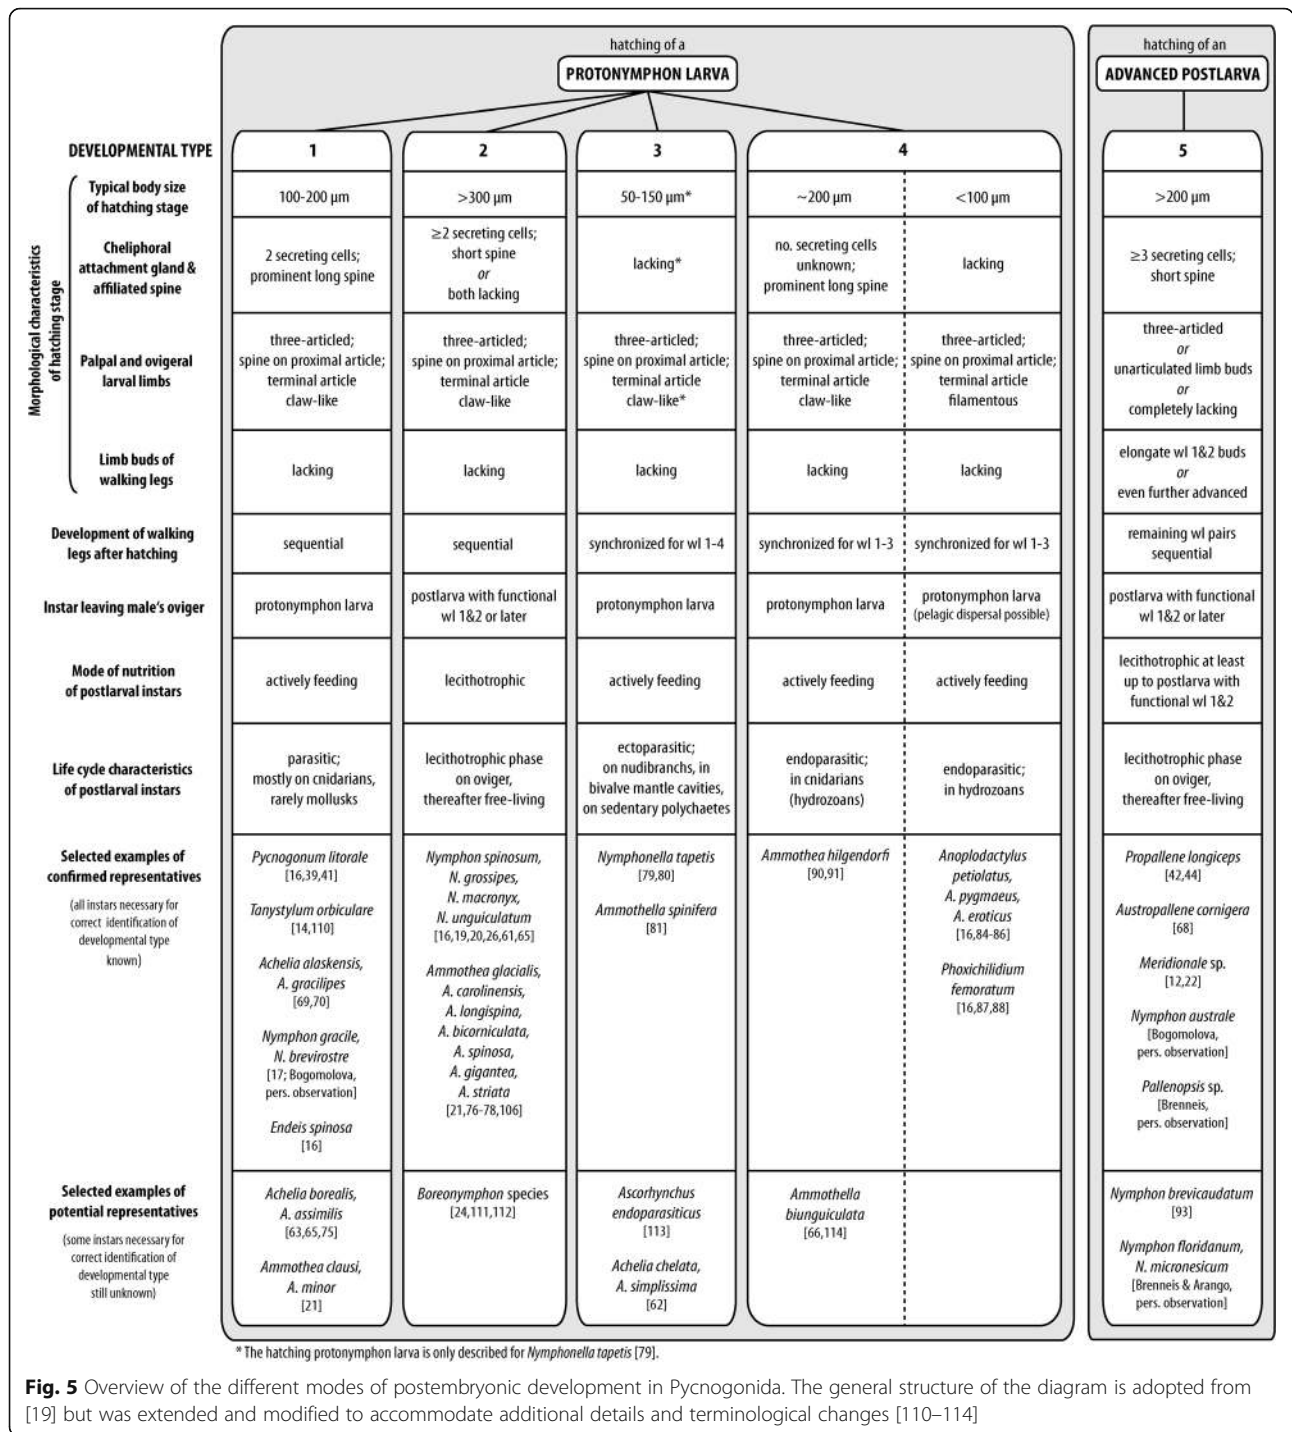 hatching of a
PROTONYMPHON LARVA
hatching of an
ADVANCED POSTLARVA
DEVELOPMENTAL TYPE
1
2
3
4
5
Morphological characteristics
of hatching stage
Typical body size
of hatching stage
100-200 µm
>300 µm
50-150 µm*
~200 µm
<100 µm
>200 µm
Cheliphoral
attachment gland &
affiliated spine
2 secreting cells;
prominent long spine
≥2 secreting cells;
short spine
or
both lacking
lacking*
no. secreting cells
unknown;
prominent long spine
lacking
≥3 secreting cells;
short spine
Palpal and ovigeral
larval limbs
three-articled;
spine on proximal article;
terminal article
claw-like
three-articled;
spine on proximal article;
terminal article
claw-like
three-articled;
spine on proximal article;
terminal article
claw-like*
three-articled;
spine on proximal article;
terminal article
claw-like
three-articled;
spine on proximal article;
terminal article
filamentous
three-articled
or
unarticulated limb buds
or
completely lacking
Limb buds of
walking legs
lacking
lacking
lacking
lacking
lacking
elongate wl 1&2 buds
or
even further advanced
Development of walking
legs after hatching
sequential
sequential
synchronized for wl 1-4
synchronized for wl 1-3
synchronized for wl 1-3
remaining wl pairs
sequential
Instar leaving male's oviger
protonymphon larva
postlarva with functional
wl 1&2 or later
protonymphon larva
protonymphon larva
protonymphon larva
(pelagic dispersal possible)
postlarva with functional
wl 1&2 or later
Mode of nutrition
of postlarval instars
actively feeding
lecithotrophic
actively feeding
actively feeding
actively feeding
lecithotrophic at least
up to postlarva with
functional wl 1&2
Life cycle characteristics
of postlarval instars
parasitic;
mostly on cnidarians,
rarely mollusks
lecithotrophic phase
on oviger,
thereafter free-living
ectoparasitic;
on nudibranchs, in
bivalve mantle cavities,
on sedentary polychaetes
endoparasitic;
in cnidarians
(hydrozoans)
endoparasitic;
in hydrozoans
lecithotrophic phase
on oviger,
thereafter free-living
Selected examples of
confirmed representatives
(all instars necessary for
correct identification of
developmental type
known)
Pycnogonum litorale
[16,39,41]
Tanystylum orbiculare
[14,110]
Achelia alaskensis,
A. gracilipes
[69,70]
Nymphon gracile,
N. brevirostre
[17; Bogomolova,
pers. observation]
Endeis spinosa
[16]
Nymphon spinosum,
N. grossipes,
N. macronyx,
N. unguiculatum
[16,19,20,26,61,65]
Ammothea glacialis,
A. carolinensis,
A. longispina,
A. bicorniculata,
A. spinosa,
A. gigantea,
A. striata
[21,76-78,106]
Nymphonella tapetis
[79,80]
Ammothella spinifera
[81]
Ammothea hilgendorfi
[90,91]
Anoplodactylus
petiolatus,
A. pygmaeus,
A. eroticus
[16,84-86]
Phoxichilidium
femoratum
[16,87,88]
Propallene longiceps
[42,44]
Austropallene cornigera
[68]
Meridionale sp.
[12,22]
Nymphon australe
[Bogomolova,
pers. observation]
Pallenopsis sp.
[Brenneis,
pers. observation]
Selected examples of
potential representatives
(some instars necessary for
correct identification of
developmental type
still unknown)
Achelia borealis,
A. assimilis
[63,65,75]
Ammothea clausi,
A. minor
[21]
Boreonymphon species
[24,111,112]
Ascorhynchus
endoparasiticus
[113]
Achelia chelata,
A. simplissima
[62]
Ammothella
biunguiculata
[66,114]
Nymphon brevicaudatum
[93]
Nymphon floridanum,
N. micronesicum
[Brenneis & Arango,
pers. observation]
* The hatching protonymphon larva is only described for Nymphonella tapetis [79].
Fig. 5 Overview of the different modes of postembryonic development in Pycnogonida. The general structure of the diagram is adopted from
[19] but was extended and modified to accommodate additional details and terminological changes [110–114]